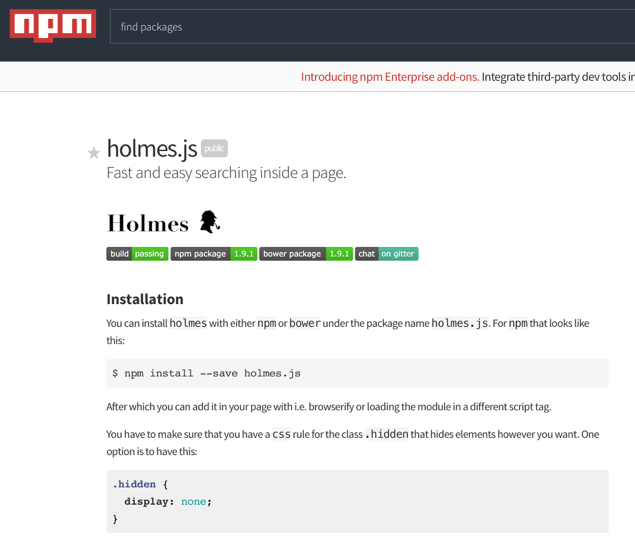 npm
find packages
Introducing npm Enterprise add-ons. Integrate third-party dev tools in
holmes.js public
Fast and easy searching inside a page.
Holmes
build passing npm package 1.9.1 bower package 1.9.1 chat on gitter
Installation
You can install holmes with either npm or bower under the package name holmes.js. For npm that looks like
this:
$ npm install --save holmes.js
After which you can add it in your page with i.e. browserify or loading the module in a different script tag.
You have to make sure that you have a css rule for the class .hidden that hides elements however you want. One
option is to have this:
.hidden {
display: none;
}